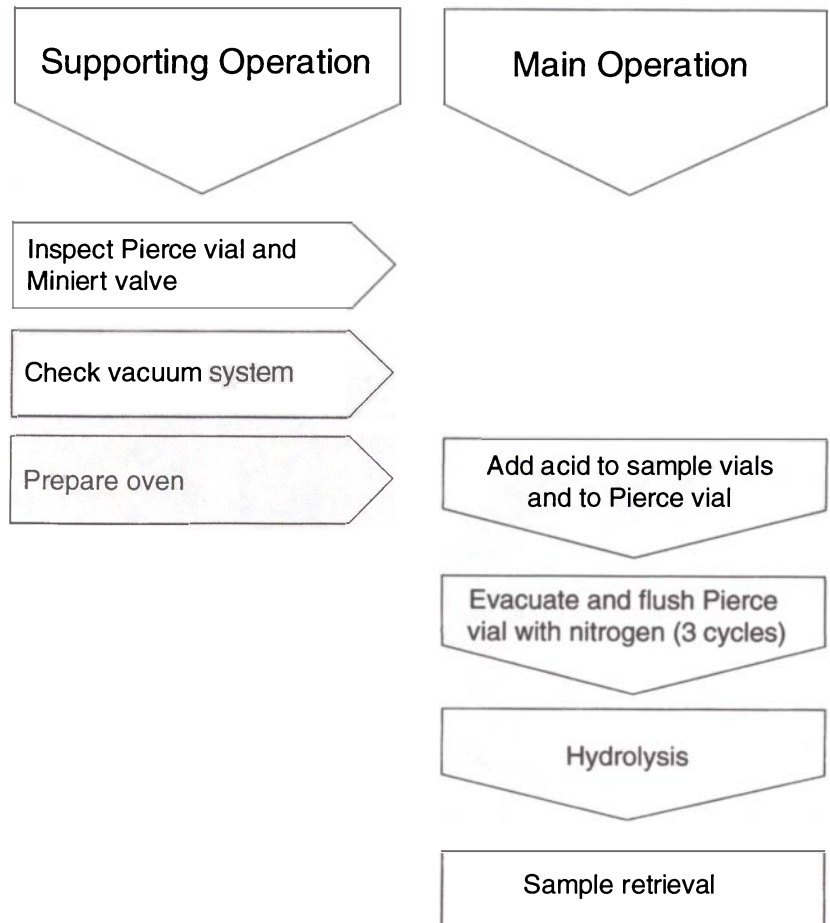 Supporting Operation
Main Operation
Inspect Pierce vial and
Miniert valve
Check vacuum system
Prepare oven
Add acid to sample vials
and to Pierce vial
Evacuate and flush Pierce
vial with nitrogen (3 cycles)
Hydrolysis
Sample retrieval